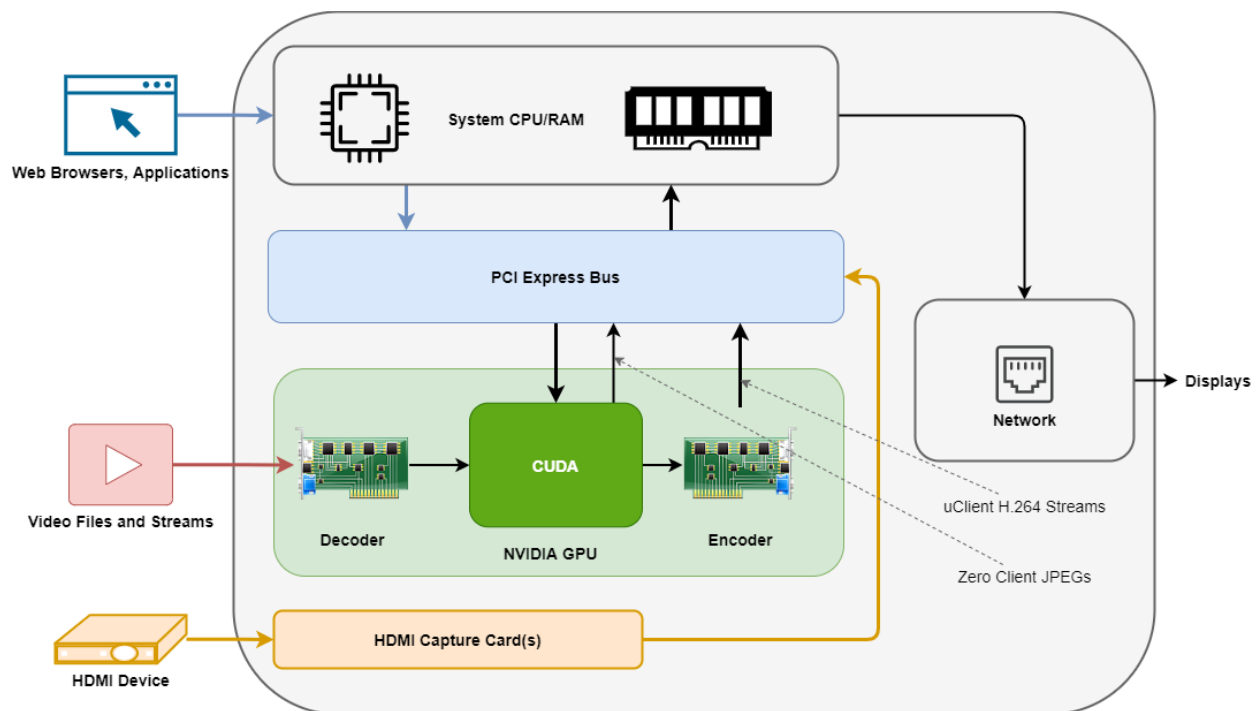 System CPU/RAM
Web Browsers, Applications
PCI Express Bus
Displays
Network
CUDA
uClient H.264 Streams
Video Files and Streams
Decoder
Encoder
NVIDIA GPU
Zero Client JPEGs
HDMI Capture Card(s)
HDMI Device